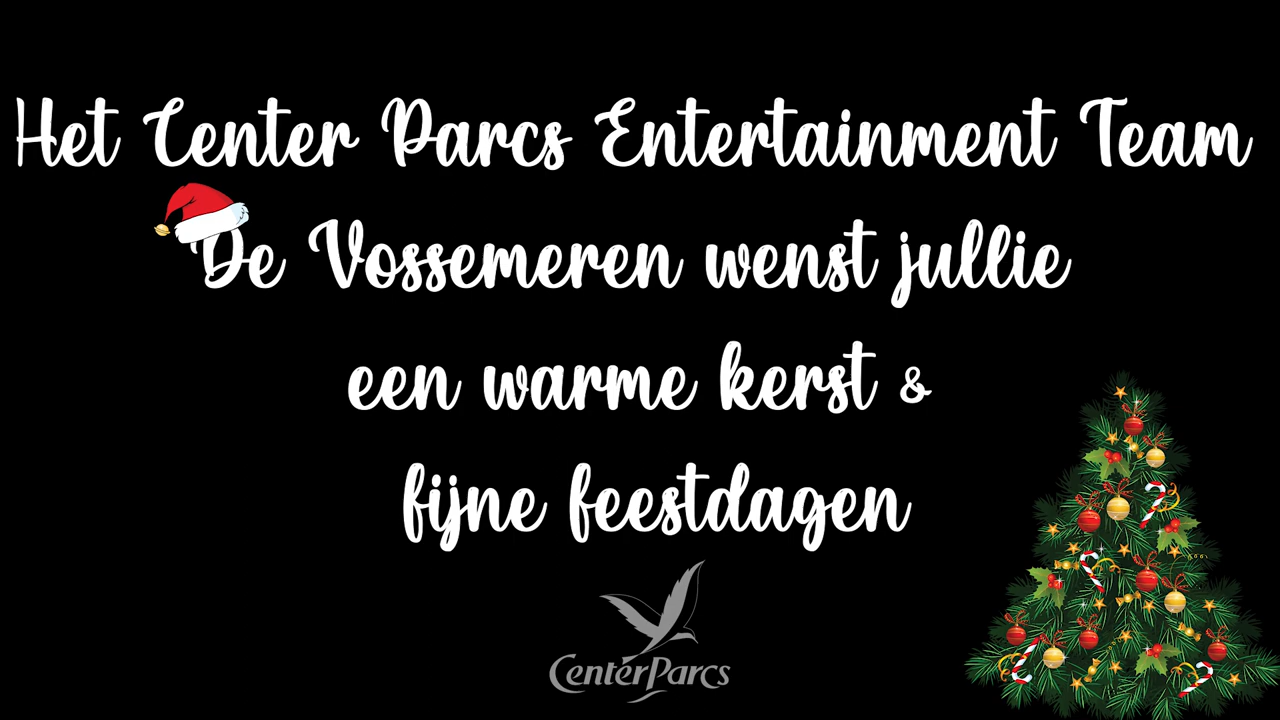 Het Center Parcs Entertainment Team
De Vossemeren wenst jullie
een warme kerst &
fijne feestdagen
CenterParcs